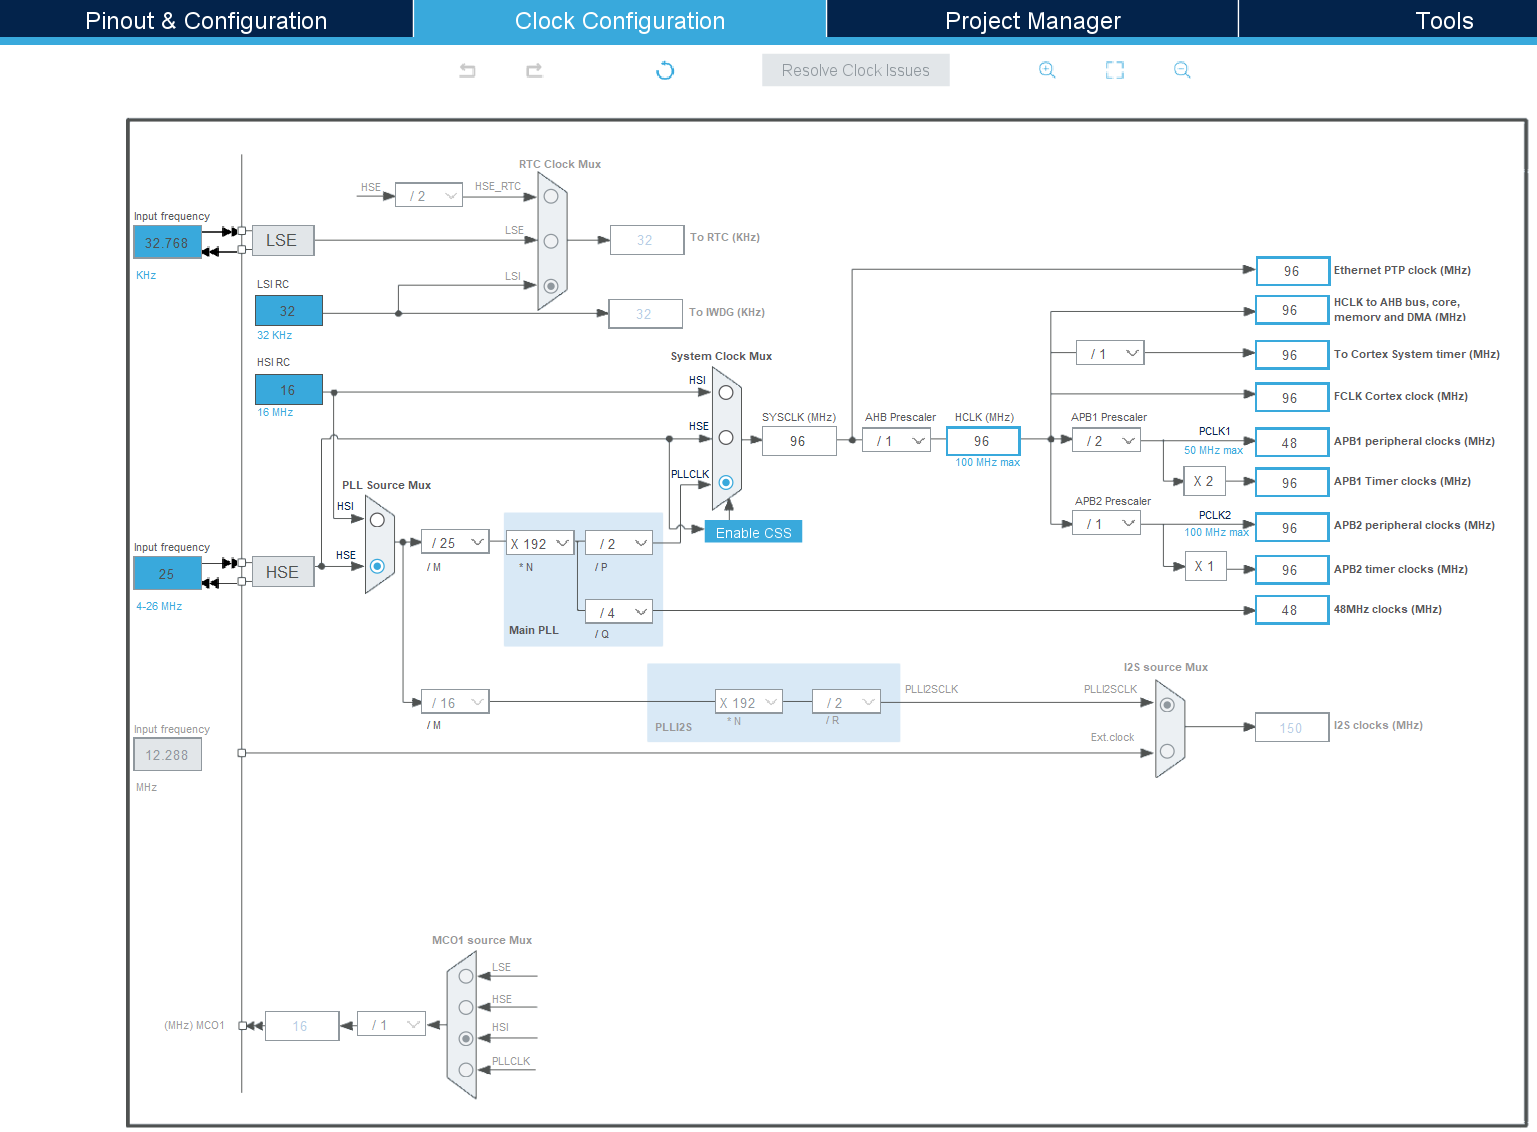 Pinout & Configuration
Clock Configuration
Project Manager
Tools
Resolve Clock Issues
RTC Clock Mux
HSE
/ 2
HSE_RTC
Input frequency
32.768
KHz
LSE
LSE
32
To RTC (KHz)
LSI
LSI RC
32
32 KHz
32
To IWDG (KHz)
HSI RC
16
16 MHz
System Clock Mux
HSI
HSE
PLLCLK
SYSCLK (MHz)
96
AHB Prescaler
/ 1
HCLK (MHz)
96
100 MHz max
96
Ethernet PTP clock (MHz)
96
HCLK to AHB bus, core,
memory and DMA (MHz)
/ 1
96
To Cortex System timer (MHz)
96
FCLK Cortex clock (MHz)
APB1 Prescaler
/ 2
PCLK1
50 MHz max
48
APB1 peripheral clocks (MHz)
X 2
96
APB1 Timer clocks (MHz)
APB2 Prescaler
/ 1
PCLK2
100 MHz max
96
APB2 peripheral clocks (MHz)
X 1
96
APB2 timer clocks (MHz)
48
48MHz clocks (MHz)
PLL Source Mux
HSI
HSE
Enable CSS
Input frequency
25
4-26 MHz
HSE
/ 25
/ M
X 192
* N
/ 2
/ P
/ 4
/ Q
Main PLL
/ 16
/ M
X 192
* N
/ 2
/ R
PLLI2S
PLLI2SCLK
I2S source Mux
PLLI2SCLK
Ext.clock
150
I2S clocks (MHz)
Input frequency
12.288
MHz
MCO1 source Mux
LSE
HSE
HSI
PLLCLK
(MHz) MCO1
16
/ 1